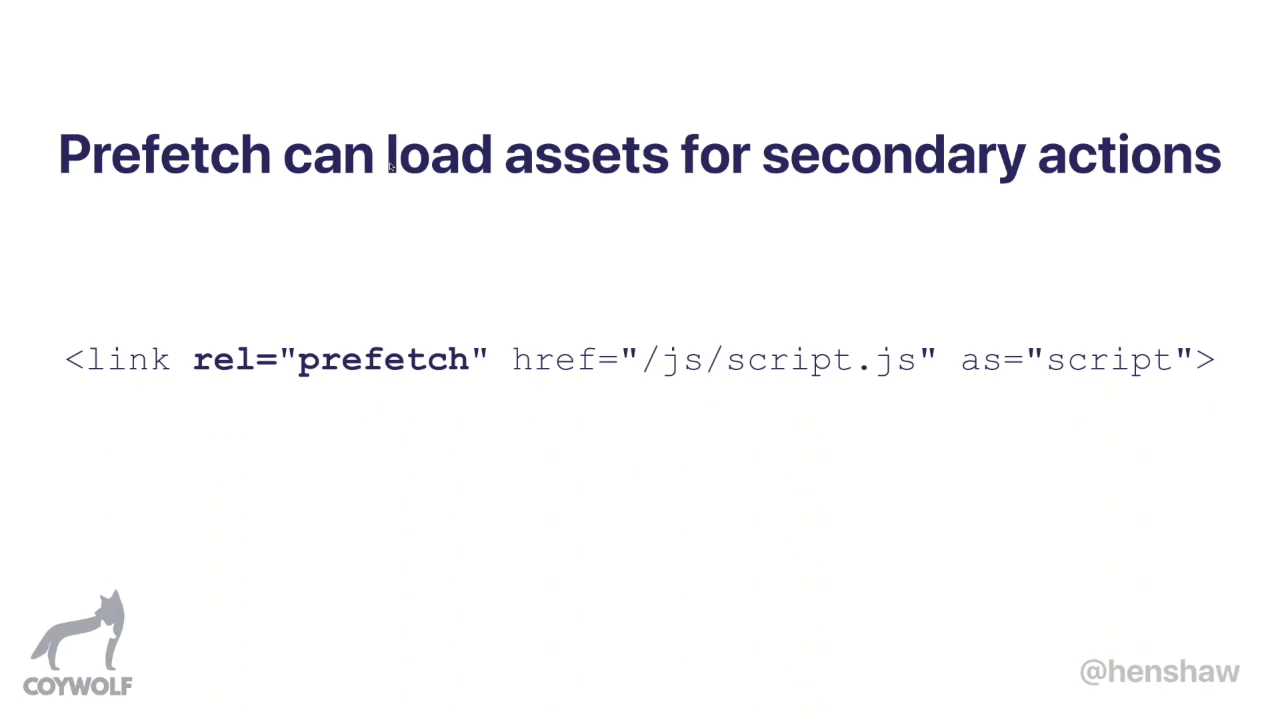 Prefetch can load assets for secondary actions
<link rel="prefetch" href="/js/script.js" as="script">
COYWOLF
@henshaw